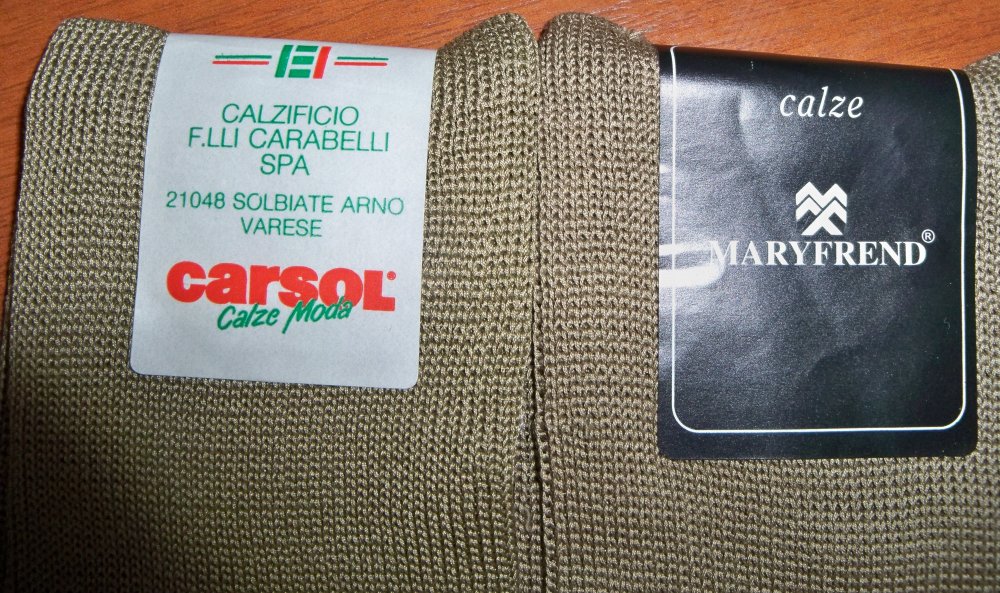 CALZIFICIO
F.LLI CARABELLI
SPA
21048 SOLBIATE ARNO
VARESE
carsoL®
Calze Moda
calze
MARYFREND®